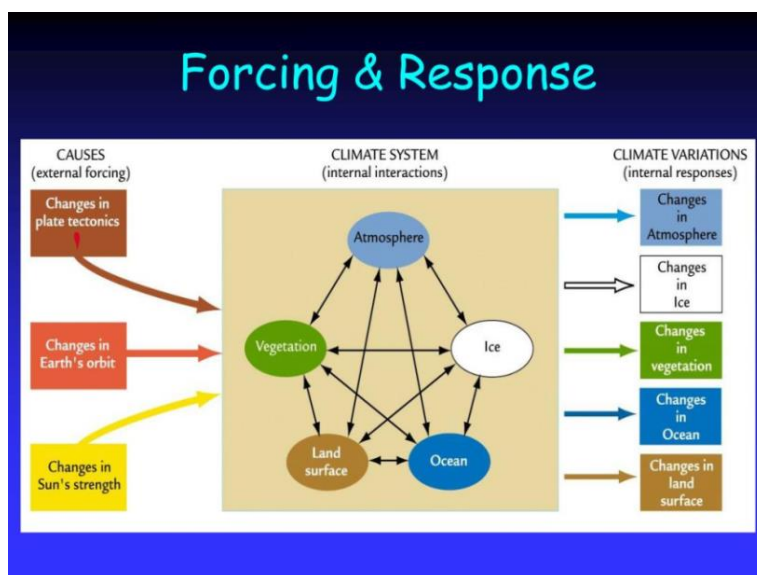 Forcing & Response
CAUSES
(external forcing)
CLIMATE SYSTEM
(internal interactions)
CLIMATE VARIATIONS
(internal responses)
Changes in
plate tectonics
Changes in
Earth's orbit
Changes in
Sun's strength
Atmosphere
Vegetation
Ice
Land
surface
Ocean
Changes
in
Atmosphere
Changes
in
Ice
Changes
in
vegetation
Changes
in
Ocean
Changes in
land
surface